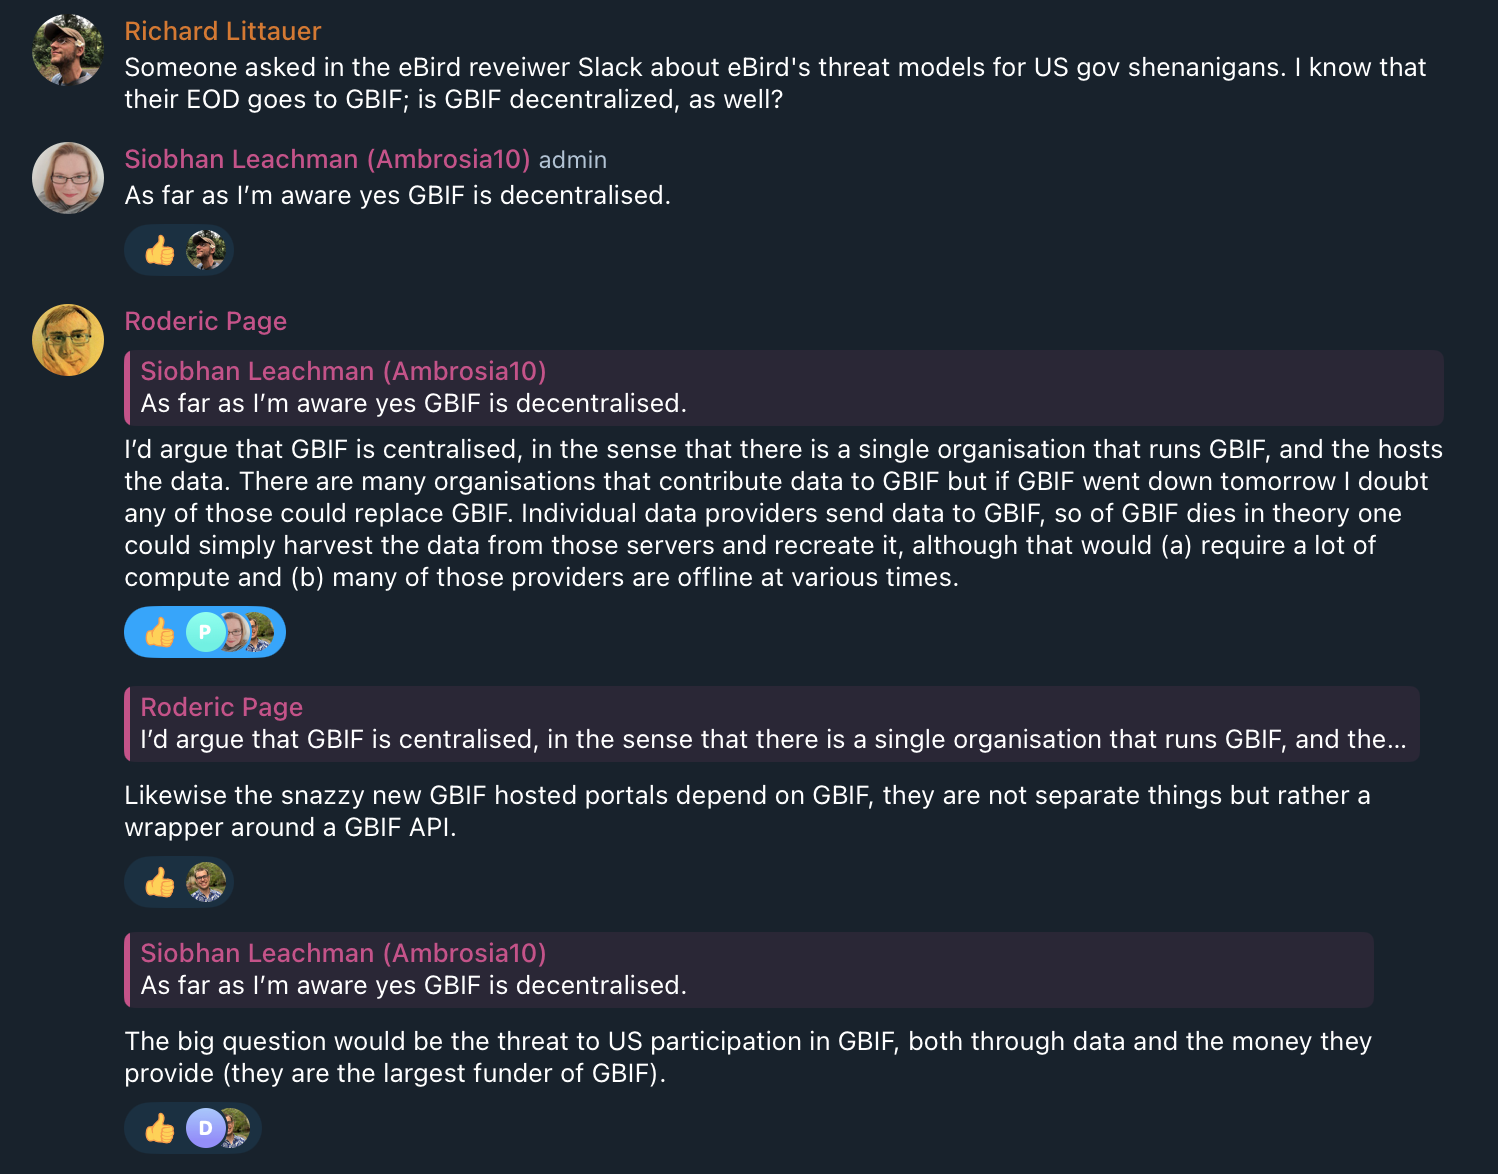 Richard Littauer
Someone asked in the eBird reveiwer Slack about eBird's threat models for US gov shenanigans. I know that
their EOD goes to GBIF; is GBIF decentralized, as well?
Siobhan Leachman (Ambrosia10) admin
As far as I’m aware yes GBIF is decentralised.
Roderic Page
Siobhan Leachman (Ambrosia10)
As far as I’m aware yes GBIF is decentralised.
I’d argue that GBIF is centralised, in the sense that there is a single organisation that runs GBIF, and the hosts
the data. There are many organisations that contribute data to GBIF but if GBIF went down tomorrow I doubt
any of those could replace GBIF. Individual data providers send data to GBIF, so of GBIF dies in theory one
could simply harvest the data from those servers and recreate it, although that would (a) require a lot of
compute and (b) many of those providers are offline at various times.
P
Roderic Page
I’d argue that GBIF is centralised, in the sense that there is a single organisation that runs GBIF, and the...
Likewise the snazzy new GBIF hosted portals depend on GBIF, they are not separate things but rather a
wrapper around a GBIF API.
Siobhan Leachman (Ambrosia10)
As far as I’m aware yes GBIF is decentralised.
The big question would be the threat to US participation in GBIF, both through data and the money they
provide (they are the largest funder of GBIF).
D